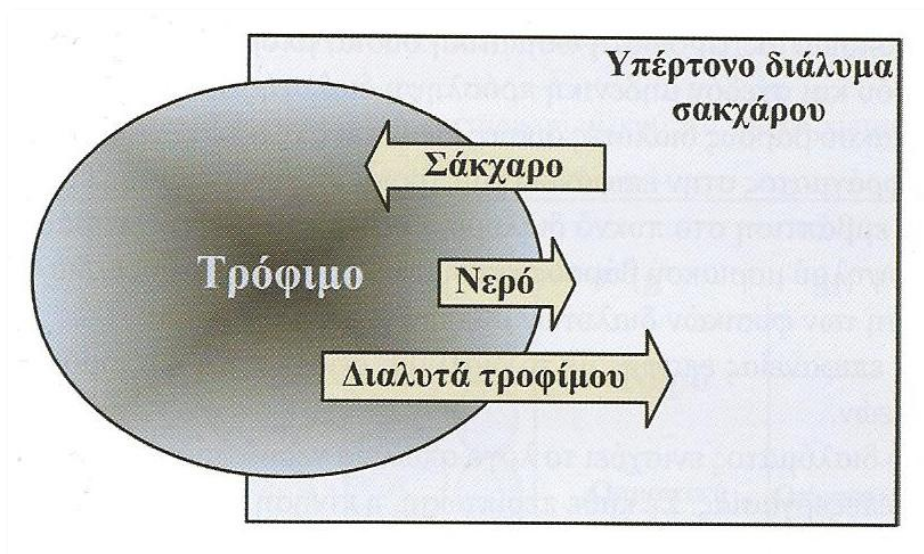 Υπέρτονο διάλυμα
σακχάρου
Σάκχαρο
Τρόφιμο
Νερό
Διαλυτά τροφίμου